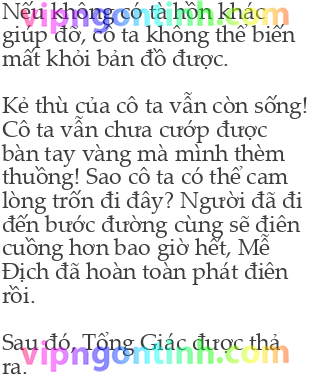 vipngontinh.com
Nếu không có tà hồn khác
giúp đỡ, cô ta không thể biến
mất khỏi bản đồ được.
Kẻ thù của cô ta vẫn còn sống!
Cô ta vẫn chưa cướp được
bàn tay vàng mà mình thèm
thuồng! Sao cô ta có thể cam
lòng trốn đi đây? Người đã đi
đến bước đường cùng sẽ điên
cuồng hơn bao giờ hết, Mễ
Địch đã hoàn toàn phát điên
rồi.
Sau đó, Tổng Giác được thả
ra.
vipngontinh.com